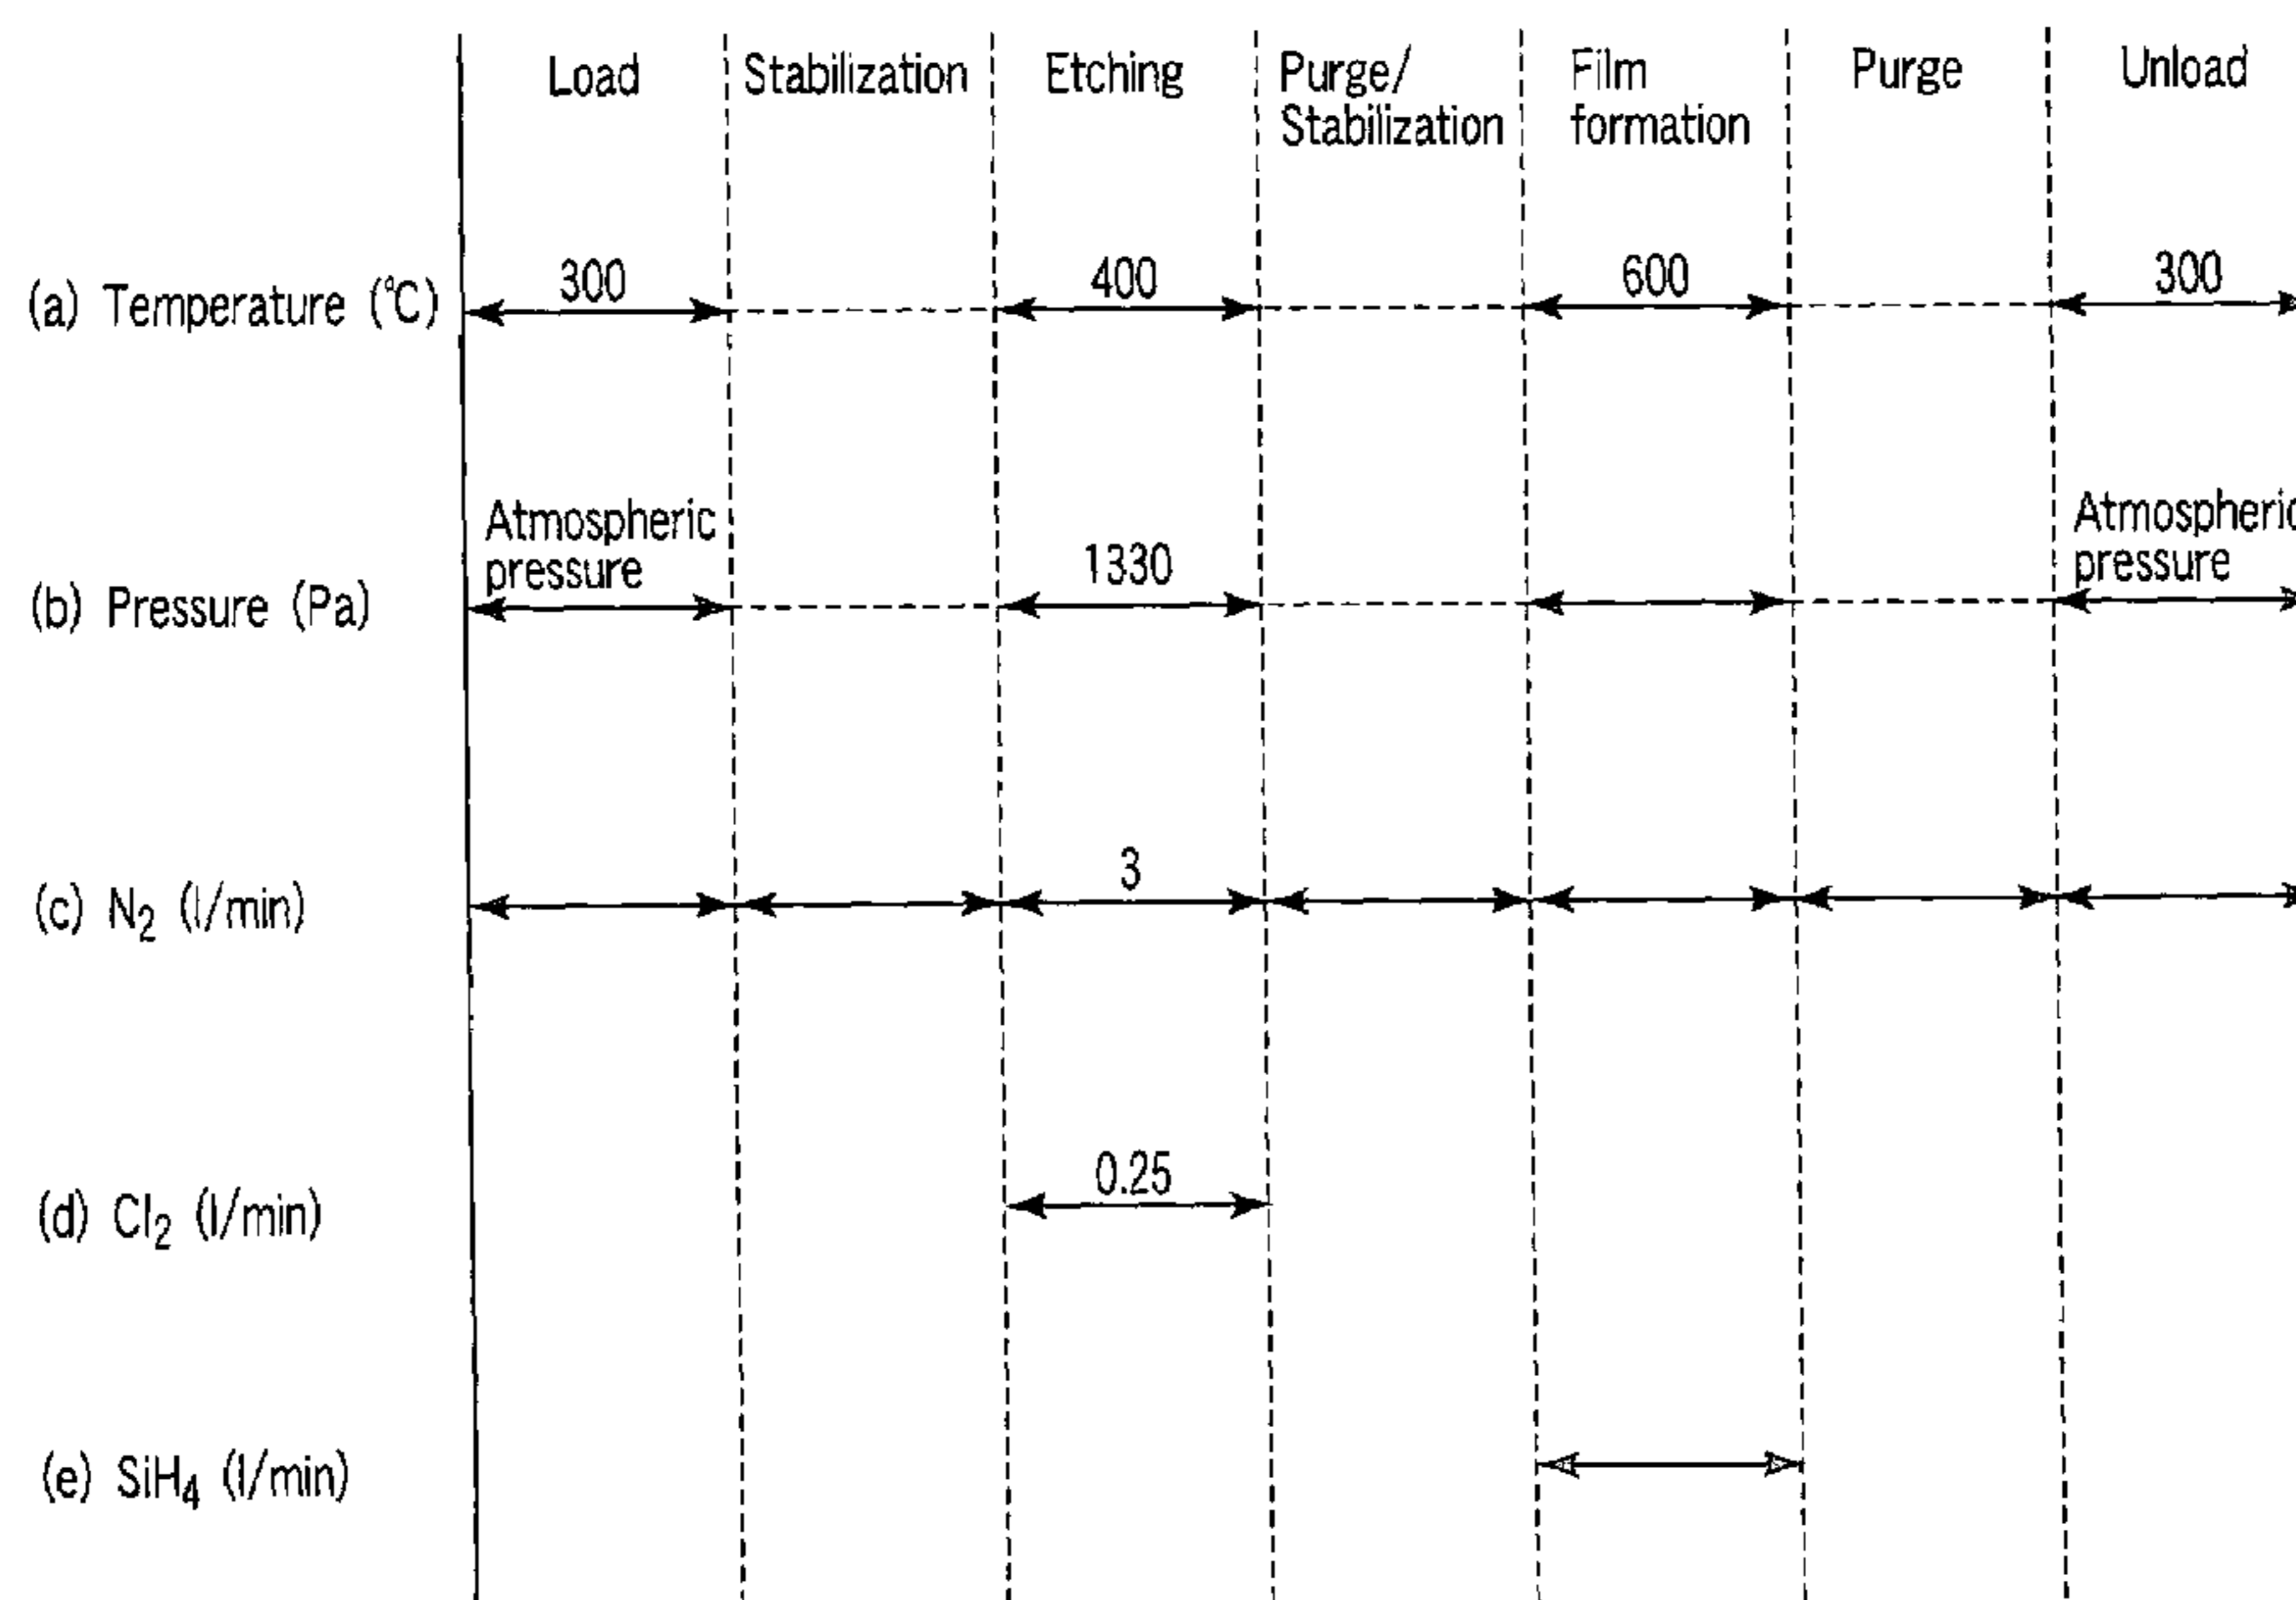 Load
Stabilization
Etching
Purge/
Stabilization
Film
formation
Purge
Unload
(a) Temperature (°C)
300
400
600
300
(b) Pressure (Pa)
Atmospheric
pressure
1330
Atmospheric
pressure
(c) N₂ (l/min)
3
(d) Cl₂ (l/min)
0.25
(e) SiH₄ (l/min)